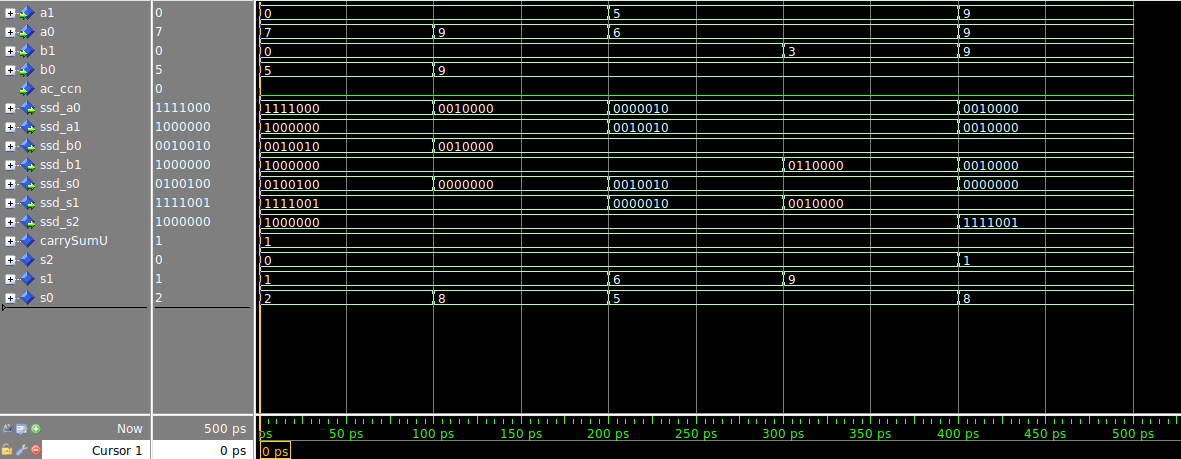 a1 0 0 5 9
a0 7 7 9 6 9
b1 0 0 3 9
b0 5 5 9
ac_ccn 0
ssd_a0 1111000 1111000 0010000 0000010 0010000
ssd_a1 1000000 1000000 0010010 0010000
ssd_b0 0010010 0010010 0010000
ssd_b1 1000000 1000000 0110000 0010000
ssd_s0 0100100 0100100 0000000 0010010 0000000
ssd_s1 1111001 1111001 0000010 0010000
ssd_s2 1000000 1000000 1111001
carrySumU 1 1
s2 0 0 1
s1 1 1 6 9
s0 2 2 8 5 8
Now 500 ps ps 50 ps 100 ps 150 ps 200 ps 250 ps 300 ps 350 ps 400 ps 450 ps 500 ps
Cursor 1 0 ps 0 ps